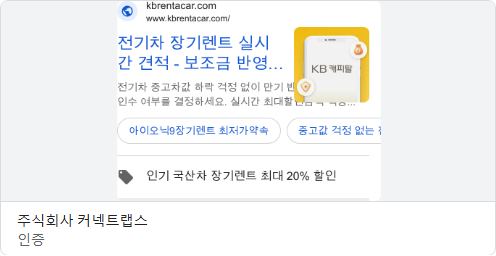 kbrentacar.com
www.kbrentacar.com/
전기차 장기렌트 실시
간 견적 - 보조금 반영...
KB 캐피탈
전기차 중고차값 하락 걱정 없이 만기 반
인수 여부를 결정하세요. 실시간 최대할인
아이오닉9장기렌트 최저가약속
중고값 걱정 없는 전
인기 국산차 장기렌트 최대 20% 할인
주식회사 커넥트랩스
인증